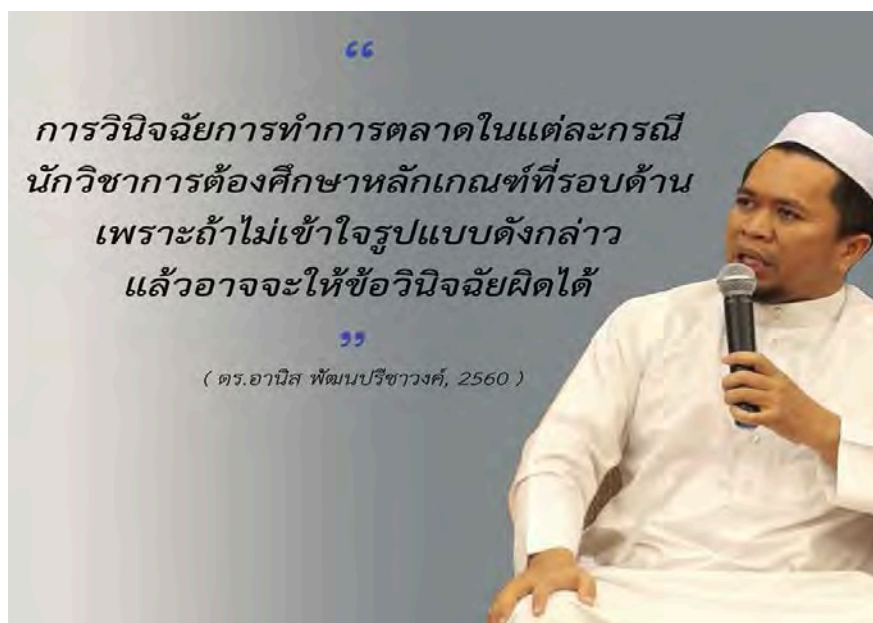 “
การวินิจฉัยการทำการตลาดในแต่ละกรณี
นักวิชาการต้องศึกษาหลักเกณฑ์ที่รอบด้าน
เพราะถ้าไม่เข้าใจรูปแบบดังกล่าว
แล้วอาจจะให้ข้อวินิจฉัยผิดได้
”
( ดร.อานิส พัฒนปรีชาวงศ์, 2560 )